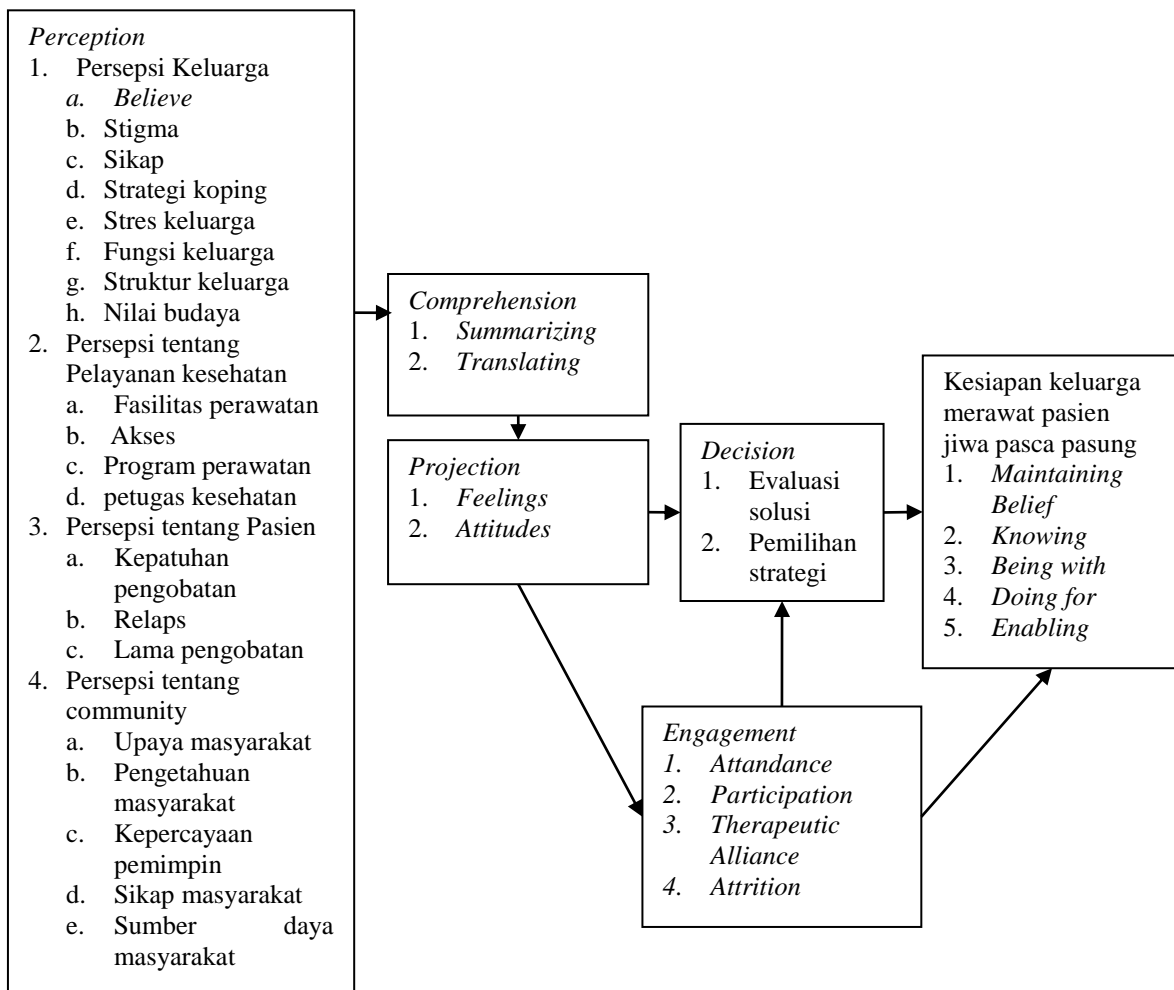 Perception
1. Persepsi Keluarga
a. Believe
b. Stigma
c. Sikap
d. Strategi koping
e. Stres keluarga
f. Fungsi keluarga
g. Struktur keluarga
h. Nilai budaya
2. Persepsi tentang
Pelayanan kesehatan
a. Fasilitas perawatan
b. Akses
c. Program perawatan
d. petugas kesehatan
3. Persepsi tentang Pasien
a. Kepatuhan
pengobatan
b. Relaps
c. Lama pengobatan
4. Persepsi tentang
community
a. Upaya masyarakat
b. Pengetahuan
masyarakat
c. Kepercayaan
pemimpin
d. Sikap masyarakat
e. Sumber daya
masyarakat
Comprehension
1. Summarizing
2. Translating
Projection
1. Feelings
2. Attitudes
Decision
1. Evaluasi
solusi
2. Pemilihan
strategi
Engagement
1. Attandance
2. Participation
3. Therapeutic
Alliance
4. Attrition
Kesiapan keluarga
merawat pasien
jiwa pasca pasung
1. Maintaining
Belief
2. Knowing
3. Being with
4. Doing for
5. Enabling